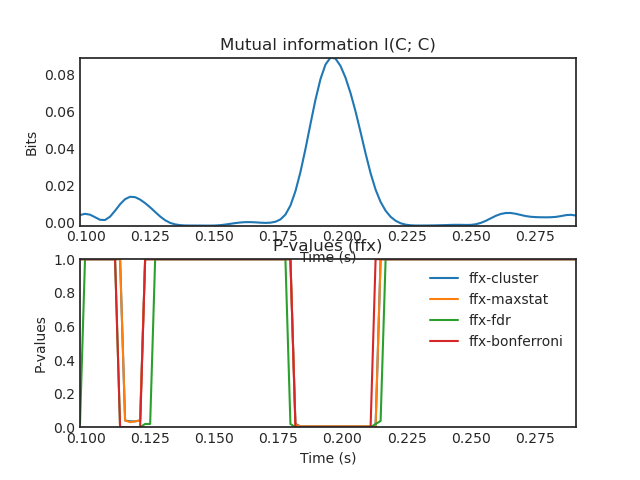 Mutual information I(C; C)
0.08
0.06
0.04
0.02
0.00
Bits
0.100 0.125 0.150 0.175 0.200 0.225 0.250 0.275
Time (s)
P-values (ffx)
1.0
0.8
0.6
0.4
0.2
0.0
P-values
ffx-cluster
ffx-maxstat
ffx-fdr
ffx-bonferroni
0.100 0.125 0.150 0.175 0.200 0.225 0.250 0.275
Time (s)